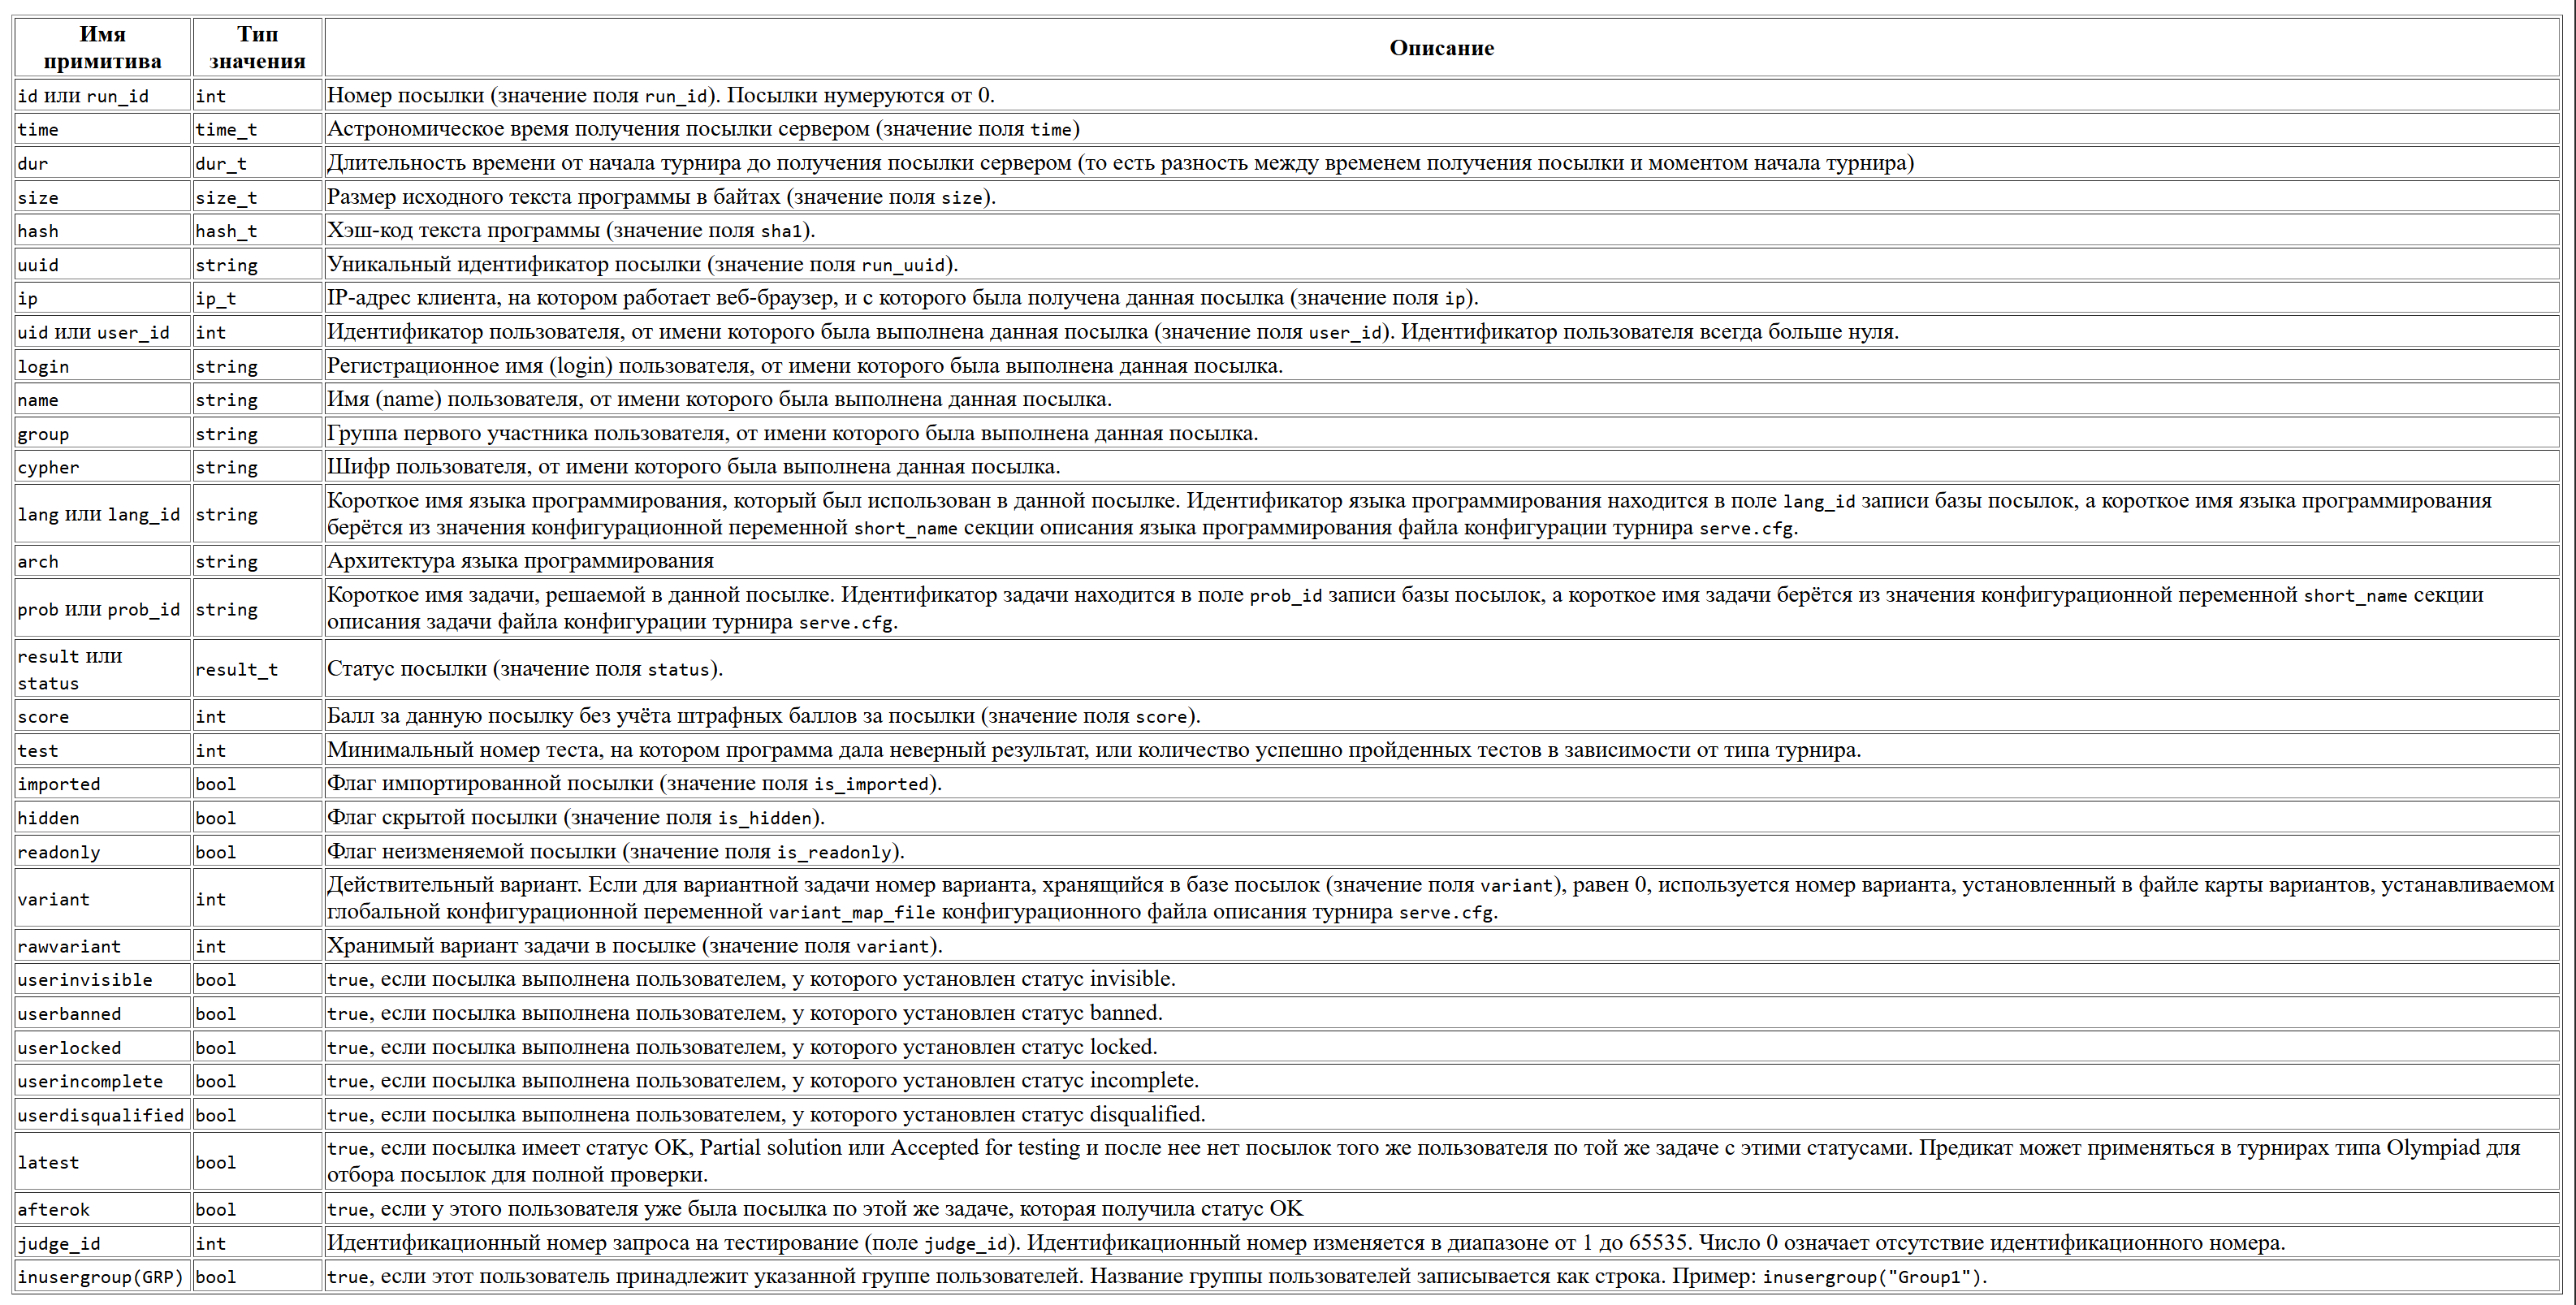 Имя примитива Тип значения Описание
id или run_id int Номер посылки (значение поля run_id). Посылки нумеруются от 0.
time time_t Астрономическое время получения посылки сервером (значение поля time)
dur dur_t Длительность времени от начала турнира до получения посылки сервером (то есть разность между временем получения посылки и моментом начала турнира)
size size_t Размер исходного текста программы в байтах (значение поля size).
hash hash_t Хэш-код текста программы (значение поля sha1).
uuid string Уникальный идентификатор посылки (значение поля run_uuid).
ip ip_t IP-адрес клиента, на котором работает веб-браузер, и с которого была получена данная посылка (значение поля ip).
uid или user_id int Идентификатор пользователя, от имени которого была выполнена данная посылка (значение поля user_id). Идентификатор пользователя всегда больше нуля.
login string Регистрационное имя (login) пользователя, от имени которого была выполнена данная посылка.
name string Имя (name) пользователя, от имени которого была выполнена данная посылка.
group string Группа первого участника пользователя, от имени которого была выполнена данная посылка.
cypher string Шифр пользователя, от имени которого была выполнена данная посылка.
lang или lang_id string Короткое имя языка программирования, который был использован в данной посылке. Идентификатор языка программирования находится в поле lang_id записи базы посылок, а короткое имя языка программирования
берётся из значения конфигурационной переменной short_name секции описания языка программирования файла конфигурации турнира serve.cfg.
arch string Архитектура языка программирования
prob или prob_id string Короткое имя задачи, решаемой в данной посылке. Идентификатор задачи находится в поле prob_id записи базы посылок, а короткое имя задачи берётся из значения конфигурационной переменной short_name секции
описания задачи файла конфигурации турнира serve.cfg.
result или status result_t Статус посылки (значение поля status).
score int Балл за данную посылку без учёта штрафных баллов за посылки (значение поля score).
test int Минимальный номер теста, на котором программа дала неверный результат, или количество успешно пройденных тестов в зависимости от типа турнира.
imported bool Флаг импортированной посылки (значение поля is_imported).
hidden bool Флаг скрытой посылки (значение поля is_hidden).
readonly bool Флаг неизменяемой посылки (значение поля is_readonly).
variant int Действительный вариант. Если для вариантной задачи номер варианта, хранящийся в базе посылок (значение поля variant), равен 0, используется номер варианта, установленный в файле карты вариантов, устанавливаемом
глобальной конфигурационной переменной variant_map_file конфигурационного файла описания турнира serve.cfg.
rawvariant int Хранимый вариант задачи в посылке (значение поля variant).
userinvisible bool true, если посылка выполнена пользователем, у которого установлен статус invisible.
userbanned bool true, если посылка выполнена пользователем, у которого установлен статус banned.
userlocked bool true, если посылка выполнена пользователем, у которого установлен статус locked.
userincomplete bool true, если посылка выполнена пользователем, у которого установлен статус incomplete.
userdisqualified bool true, если посылка выполнена пользователем, у которого установлен статус disqualified.
latest bool true, если посылка имеет статус OK, Partial solution или Accepted for testing и после нее нет посылок того же пользователя по той же задаче с этими статусами. Предикат может применяться в турнирах типа Olympiad для
отбора посылок для полной проверки.
afterok bool true, если у этого пользователя уже была посылка по этой же задаче, которая получила статус OK
judge_id int Идентификационный номер запроса на тестирование (поле judge_id). Идентификационный номер изменяется в диапазоне от 1 до 65535. Число 0 означает отсутствие идентификационного номера.
inusergroup(GRP) bool true, если этот пользователь принадлежит указанной группе пользователей. Название группы пользователей записывается как строка. Пример: inusergroup("Group1").